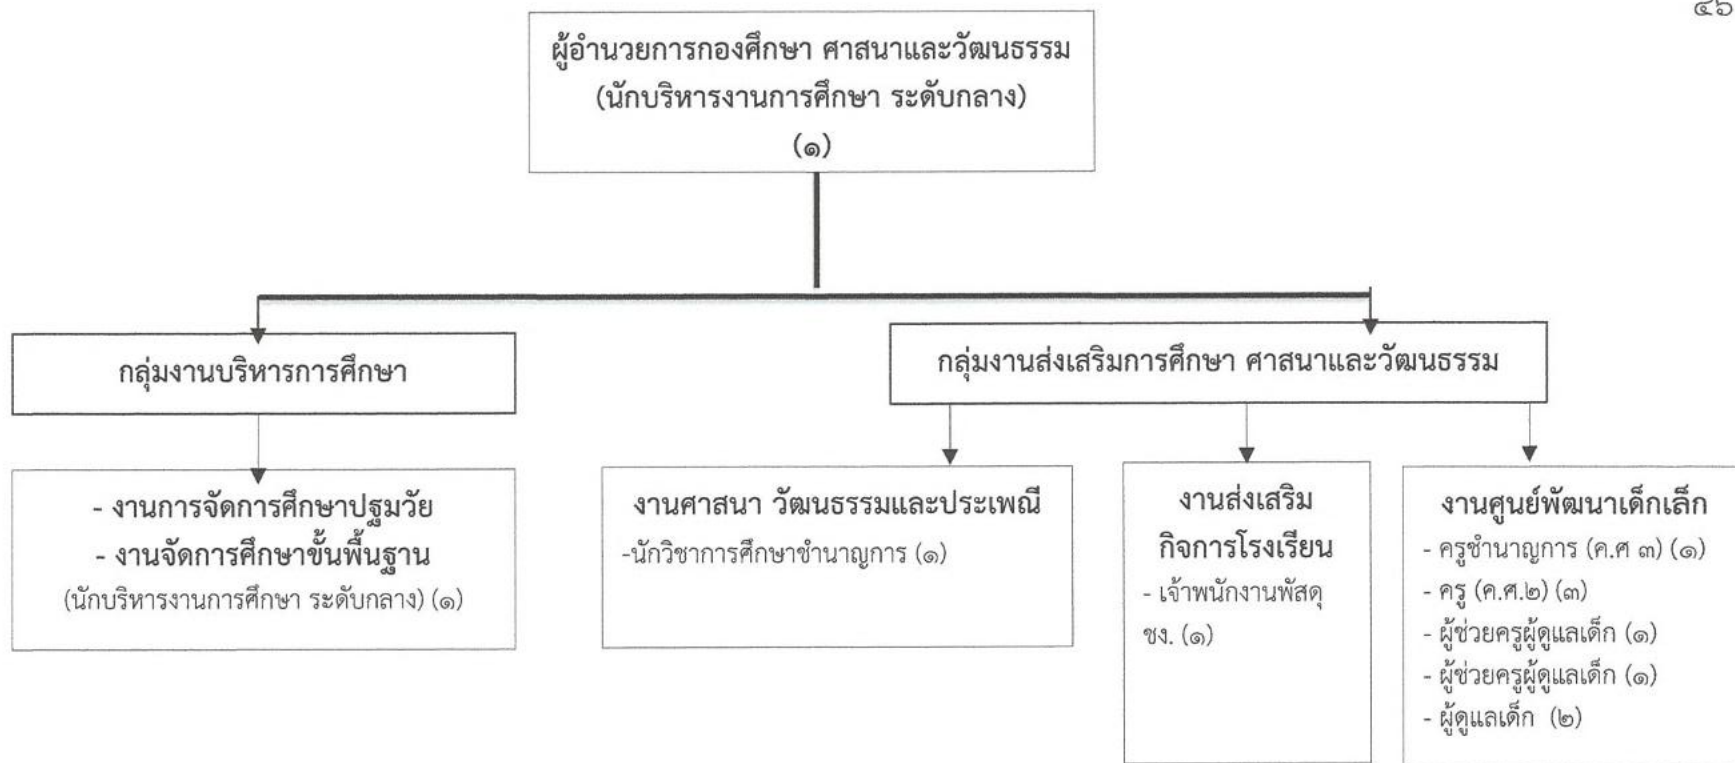 ๔๖
ผู้อำนวยการกองศึกษา ศาสนาและวัฒนธรรม
(นักบริหารงานการศึกษา ระดับกลาง)
(๑)
กลุ่มงานบริหารการศึกษา
กลุ่มงานส่งเสริมการศึกษา ศาสนาและวัฒนธรรม
- งานการจัดการศึกษาปฐมวัย
- งานจัดการศึกษาขั้นพื้นฐาน
(นักบริหารงานการศึกษา ระดับกลาง) (๑)
งานศาสนา วัฒนธรรมและประเพณี
-นักวิชาการศึกษาชำนาญการ (๑)
งานส่งเสริม
กิจการโรงเรียน
- เจ้าพนักงานพัสดุ
ชง. (๑)
งานศูนย์พัฒนาเด็กเล็ก
- ครูชำนาญการ (ค.ศ ๓) (๑)
- ครู (ค.ศ.๒) (๓)
- ผู้ช่วยครูผู้ดูแลเด็ก (๑)
- ผู้ช่วยครูผู้ดูแลเด็ก (๑)
- ผู้ดูแลเด็ก (๒)